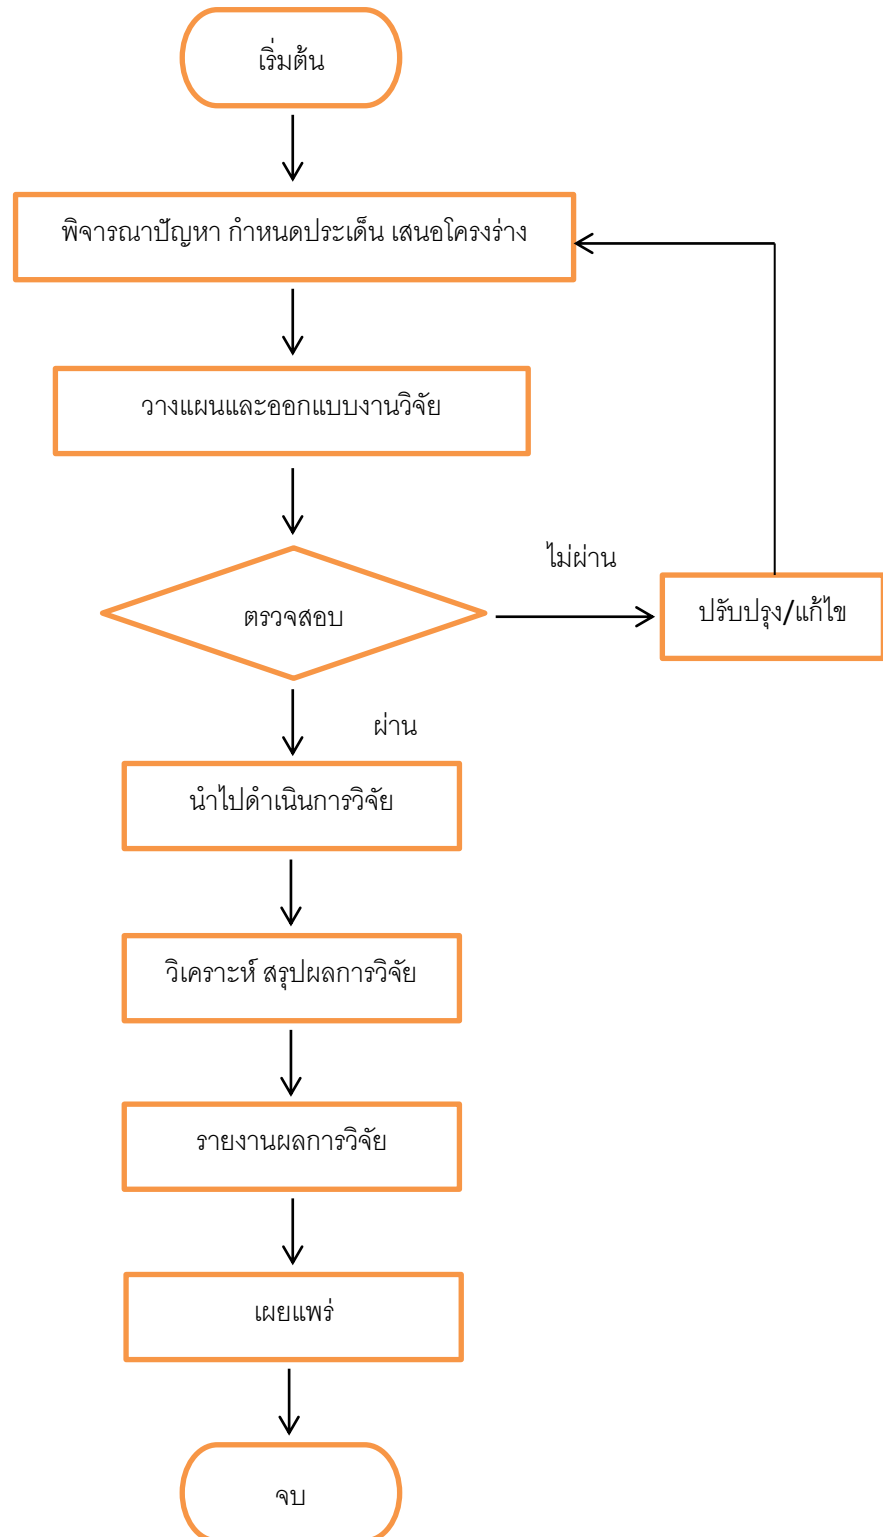 เริ่มต้น
พิจารณาปัญหา กำหนดประเด็น เสนอโครงร่าง
วางแผนและออกแบบงานวิจัย
ไม่ผ่าน
ตรวจสอบ
ปรับปรุง/แก้ไข
ผ่าน
นำไปดำเนินการวิจัย
วิเคราะห์ สรุปผลการวิจัย
รายงานผลการวิจัย
เผยแพร่
จบ